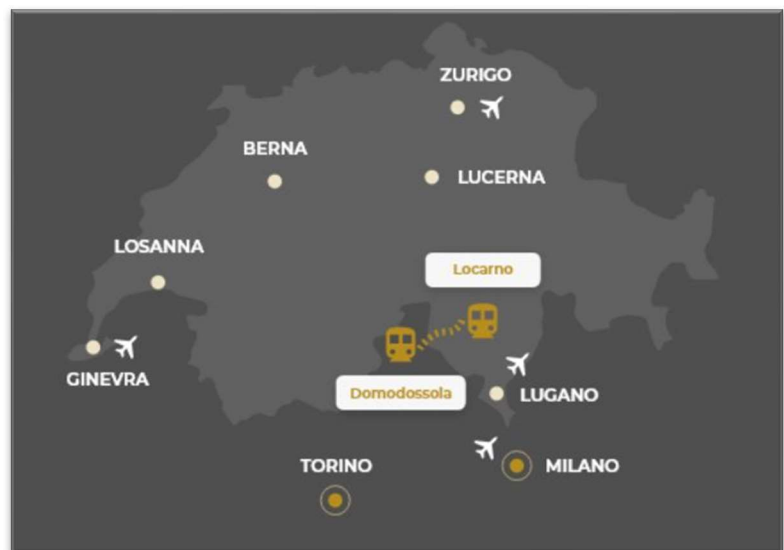 ZURIGO
BERNA
LUCERNA
LOSANNA
Locarno
GINEVRA
Domodossola
LUGANO
TORINO
MILANO